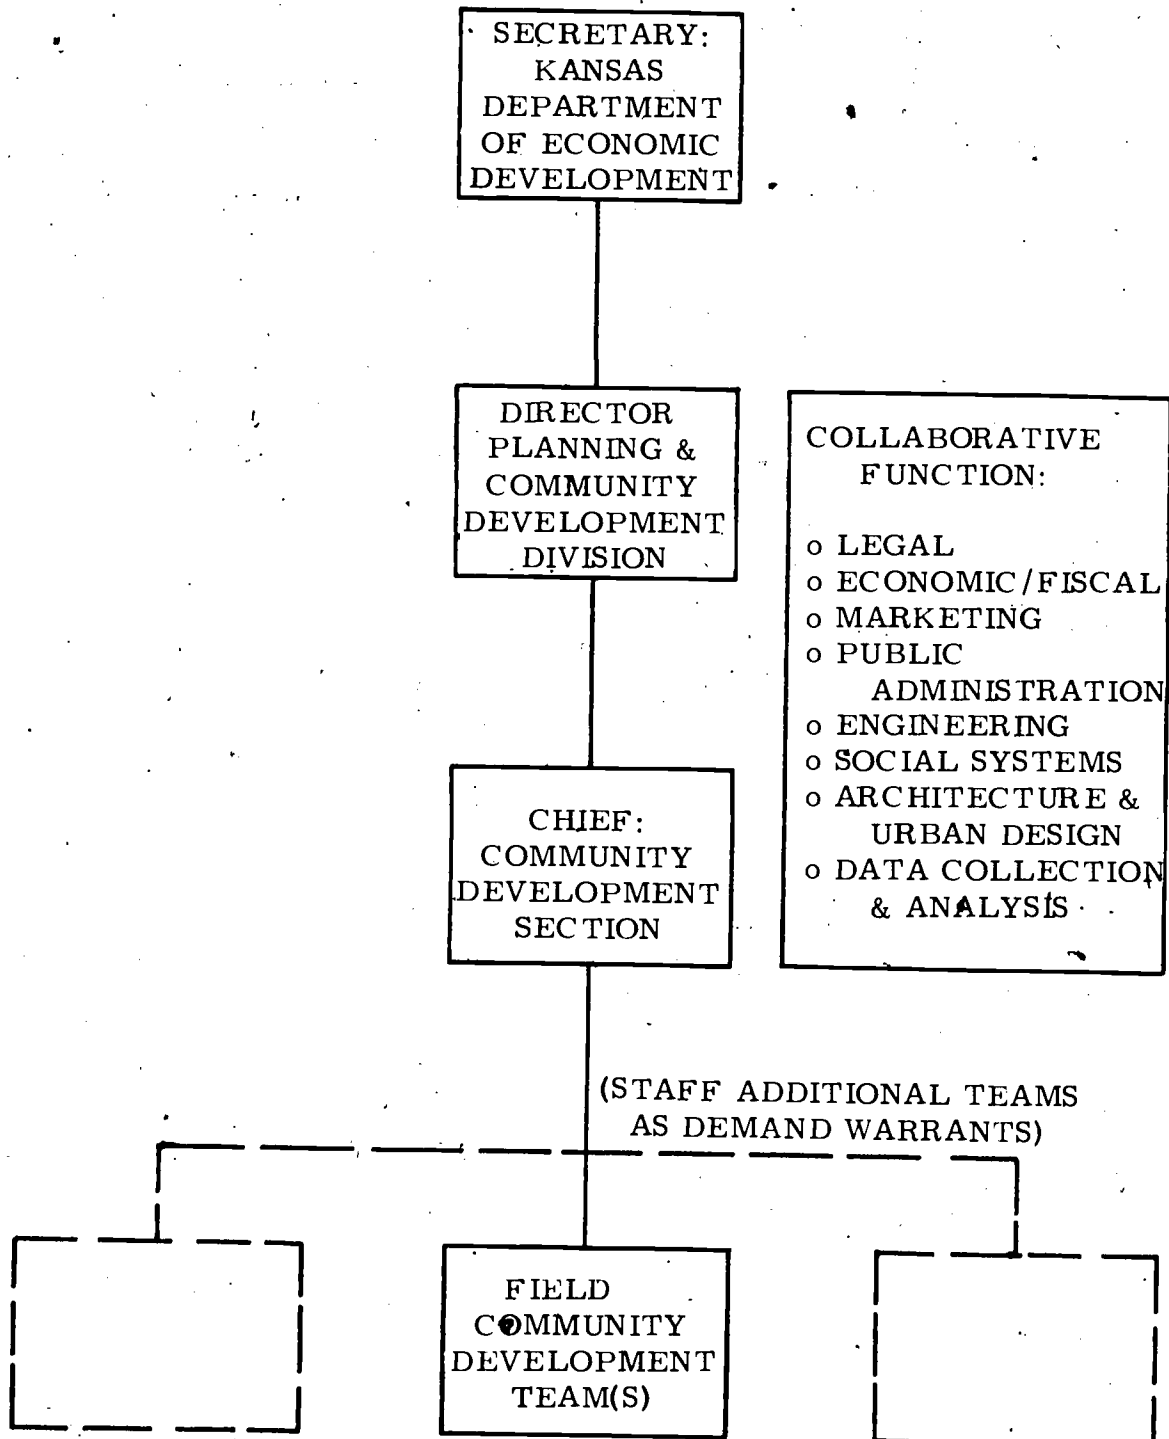 SECRETARY:
KANSAS
DEPARTMENT
OF ECONOMIC
DEVELOPMENT
DIRECTOR
PLANNING &
COMMUNITY
DEVELOPMENT
DIVISION
COLLABORATIVE
FUNCTION:
o LEGAL
o ECONOMIC/FISCAL
o MARKETING
o PUBLIC
ADMINISTRATION
o ENGINEERING
o SOCIAL SYSTEMS
o ARCHITECTURE &
URBAN DESIGN
o DATA COLLECTION
& ANALYSIS
CHIEF:
COMMUNITY
DEVELOPMENT
SECTION
(STAFF ADDITIONAL TEAMS
AS DEMAND WARRANTS)
FIELD
COMMUNITY
DEVELOPMENT
TEAM(S)